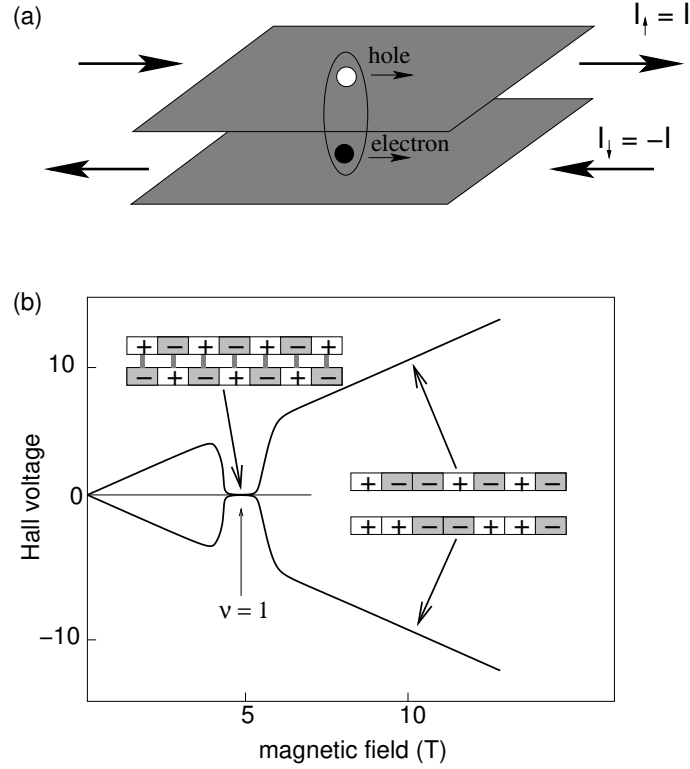 (a)
I↑ = I
hole
electron
I↓ = −I
(b)
+ − + − + − +
− + − + − + −
10
+ − − + − + −
0
+ + − − + + −
ν = 1
−10
Hall voltage
5
10
magnetic field (T)